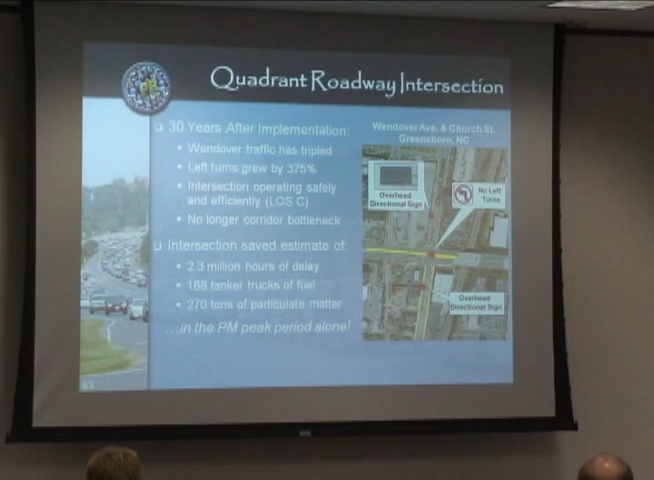 Quadrant Roadway Intersection
30 Years After Implementation:
Wendover traffic has tripled
Left turns grew by 375%
Intersection operating safely
and efficiently (LOS C)
No longer corridor bottleneck
Intersection saved estimate of:
2.3 million hours of delay
188 tanker trucks of fuel
270 tons of particulate matter
…in the PM peak period alone!
Wendover Ave. & Church St.
Greensboro, NC
Overhead
Directional Sign
No Left
Turns
Overhead
Directional Sign
63